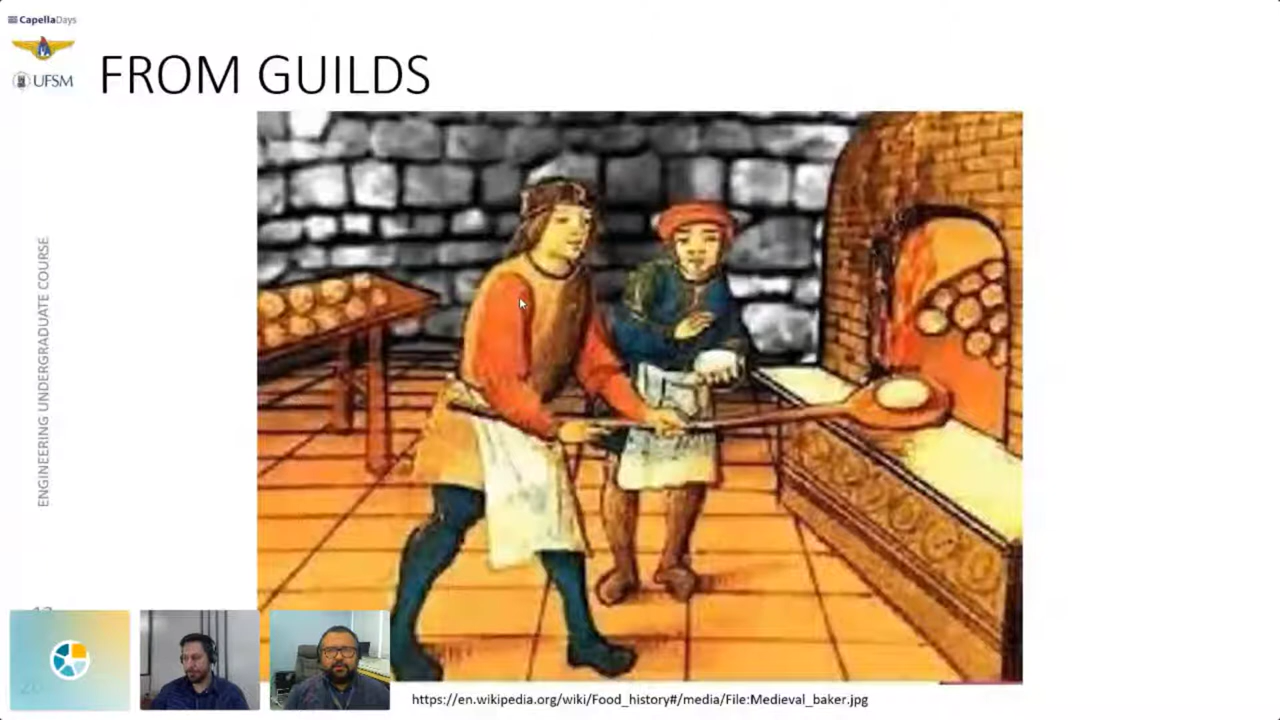 CapellaDays
UFSM
FROM GUILDS
ENGINEERING UNDERGRADUATE COURSE
https://en.wikipedia.org/wiki/Food_history#/media/File:Medieval_baker.jpg